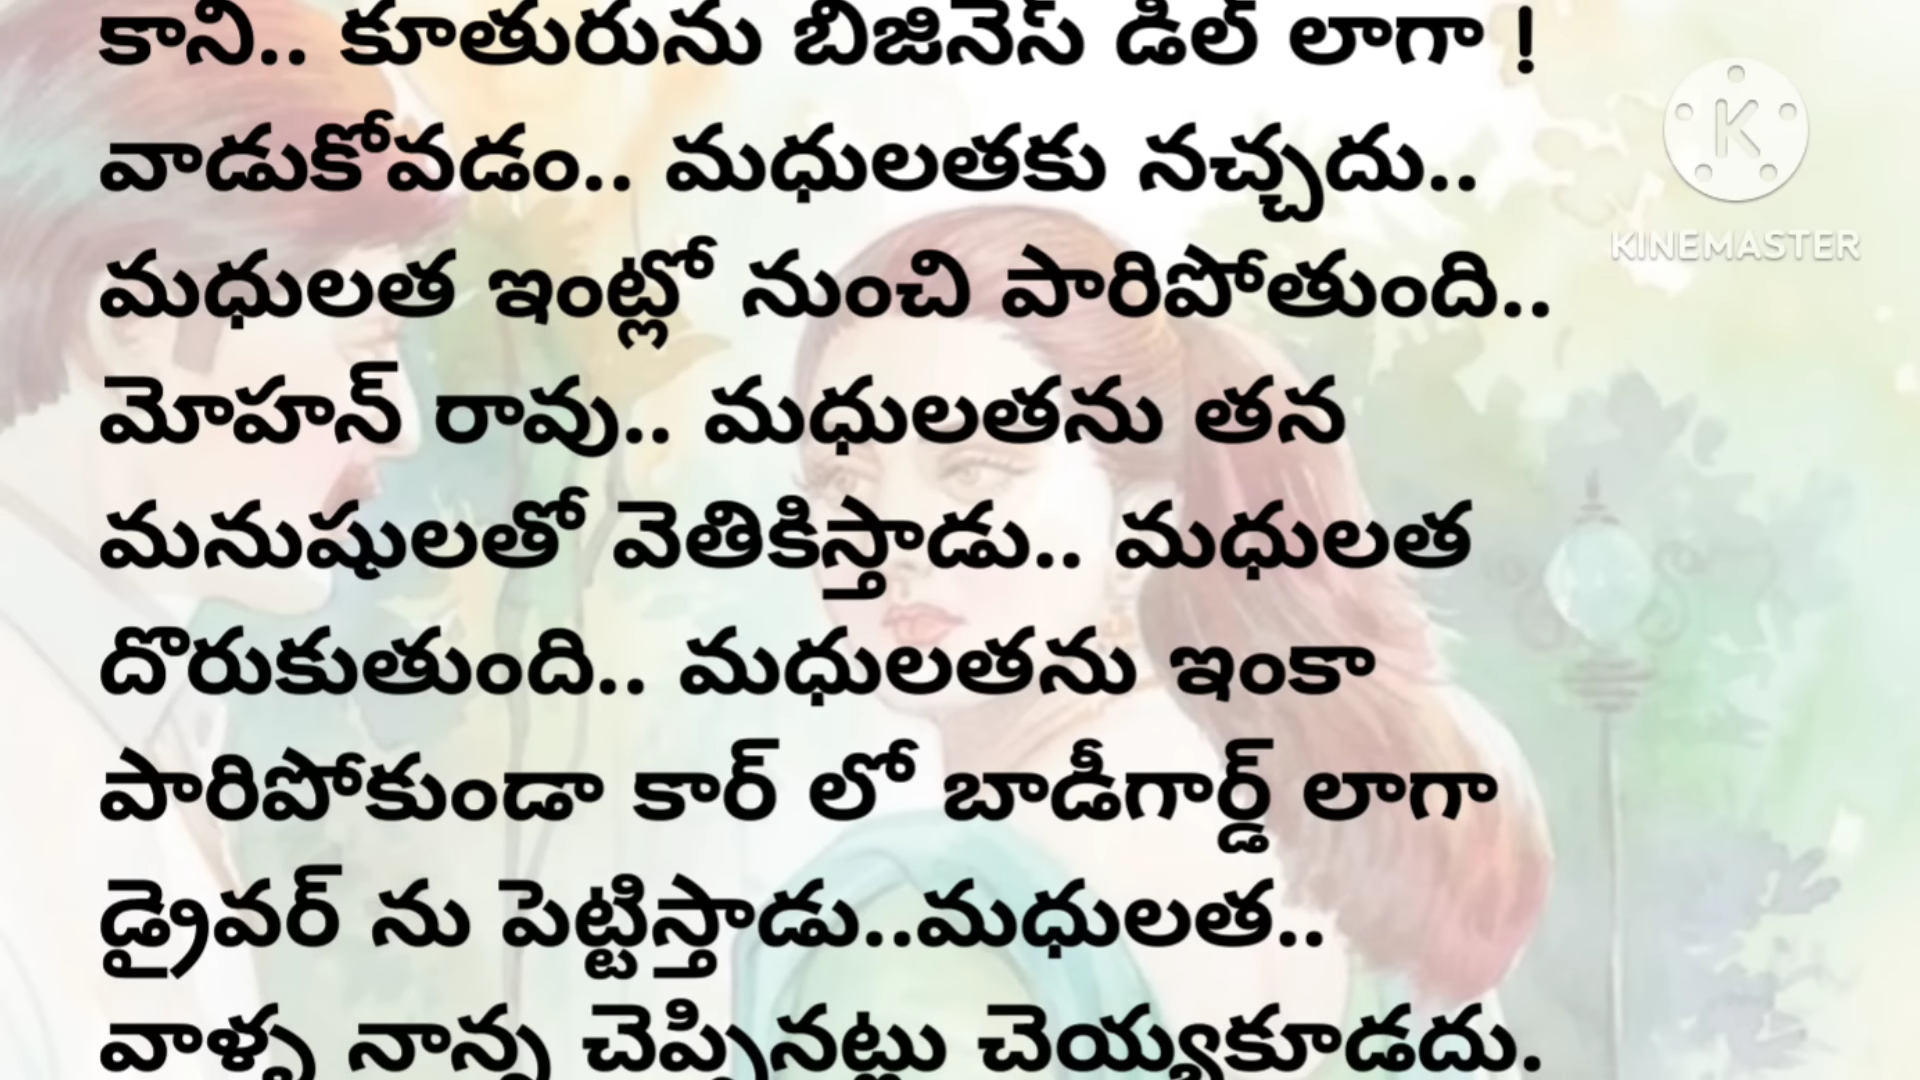 కాని.. కూతురును బిజినెస్ డీల్ లాగా !
వాడుకోవడం.. మధులతకు నచ్చదు..
మధులత ఇంట్లో నుంచి పారిపోతుంది..
మోహన్ రావు.. మధులతను తన
మనుషులతో వెతికిస్తాడు.. మధులత
దొరుకుతుంది.. మధులతను ఇంకా
పారిపోకుండా కార్ లో బాడీగార్డ్ లాగా
డ్రైవర్ ను పెట్టిస్తాడు..మధులత..
వాళ్ళ నాన్న చెప్పినట్లు చెయ్యకూడదు.
K
KINEMASTER